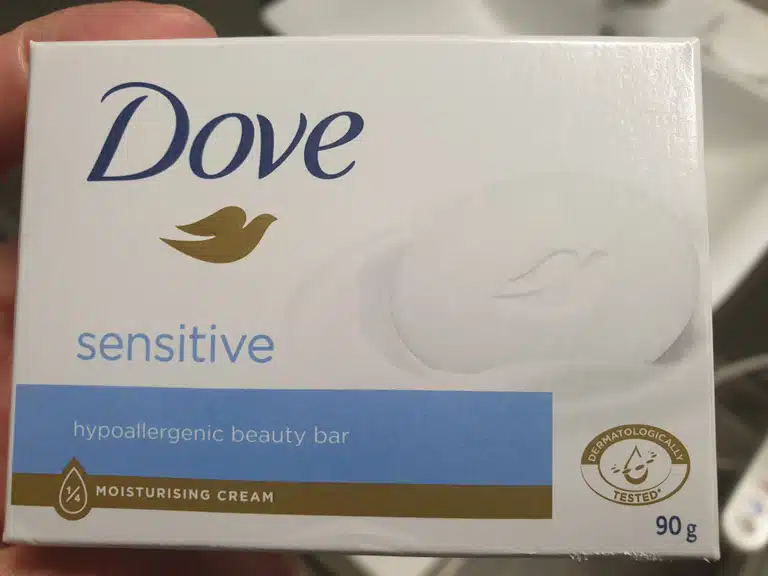 Dove
sensitive
hypoallergenic beauty bar
1/4 MOISTURISING CREAM
DERMATOLOGICALLY
TESTED*
90 g